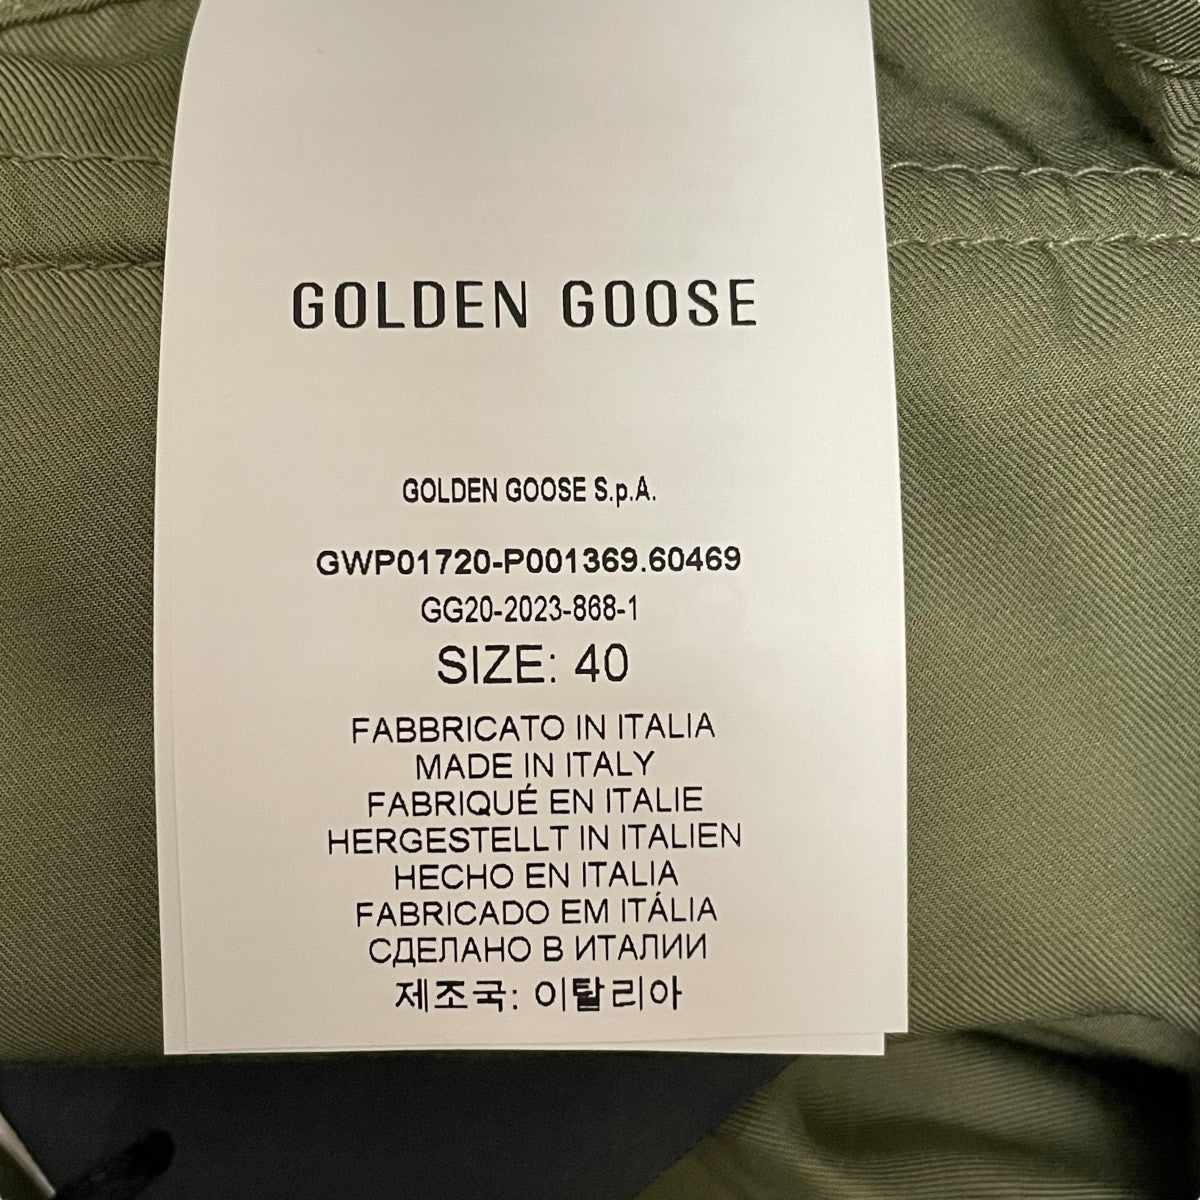 GOLDEN GOOSE
GOLDEN GOOSE S.p.A.
GWP01720-P001369.60469
GG20-2023-868-1
SIZE: 40
FABBRICATO IN ITALIA
MADE IN ITALY
FABRIQUÉ EN ITALIE
HERGESTELLT IN ITALIEN
HECHO EN ITALIA
FABRICADO EM ITÁLIA
СДЕЛАНО В ИТАЛИИ
제조국: 이탈리아